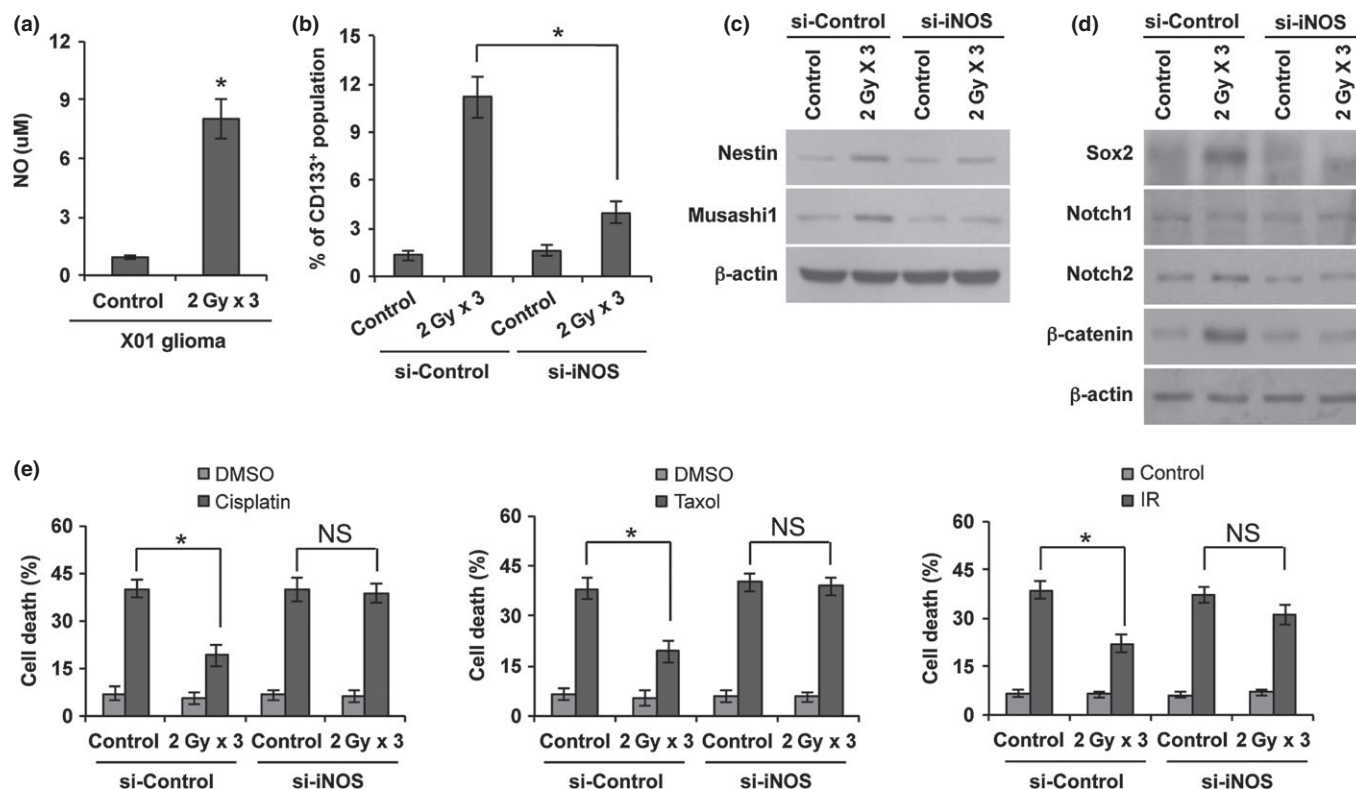 (a)
12
9
6
3
0
NO (uM)
*
Control
2 Gy x 3
X01 glioma
(b)
15
12
9
6
3
0
% of CD133+ population
*
Control
2 Gy x 3
Control
2 Gy x 3
si-Control
si-iNOS
(c)
si-Control
si-iNOS
Control
2 Gy X 3
Control
2 Gy X 3
Nestin
Musashi1
β-actin
(d)
si-Control
si-iNOS
Control
2 Gy X 3
Control
2 Gy X 3
Sox2
Notch1
Notch2
β-catenin
β-actin
(e)
DMSO
Cisplatin
60
45
30
15
0
Cell death (%)
*
NS
Control
2 Gy x 3
Control
2 Gy x 3
si-Control
si-iNOS
DMSO
Taxol
60
45
30
15
0
Cell death (%)
*
NS
Control
2 Gy x 3
Control
2 Gy x 3
si-Control
si-iNOS
Control
IR
60
45
30
15
0
Cell death (%)
*
NS
Control
2 Gy x 3
Control
2 Gy x 3
si-Control
si-iNOS